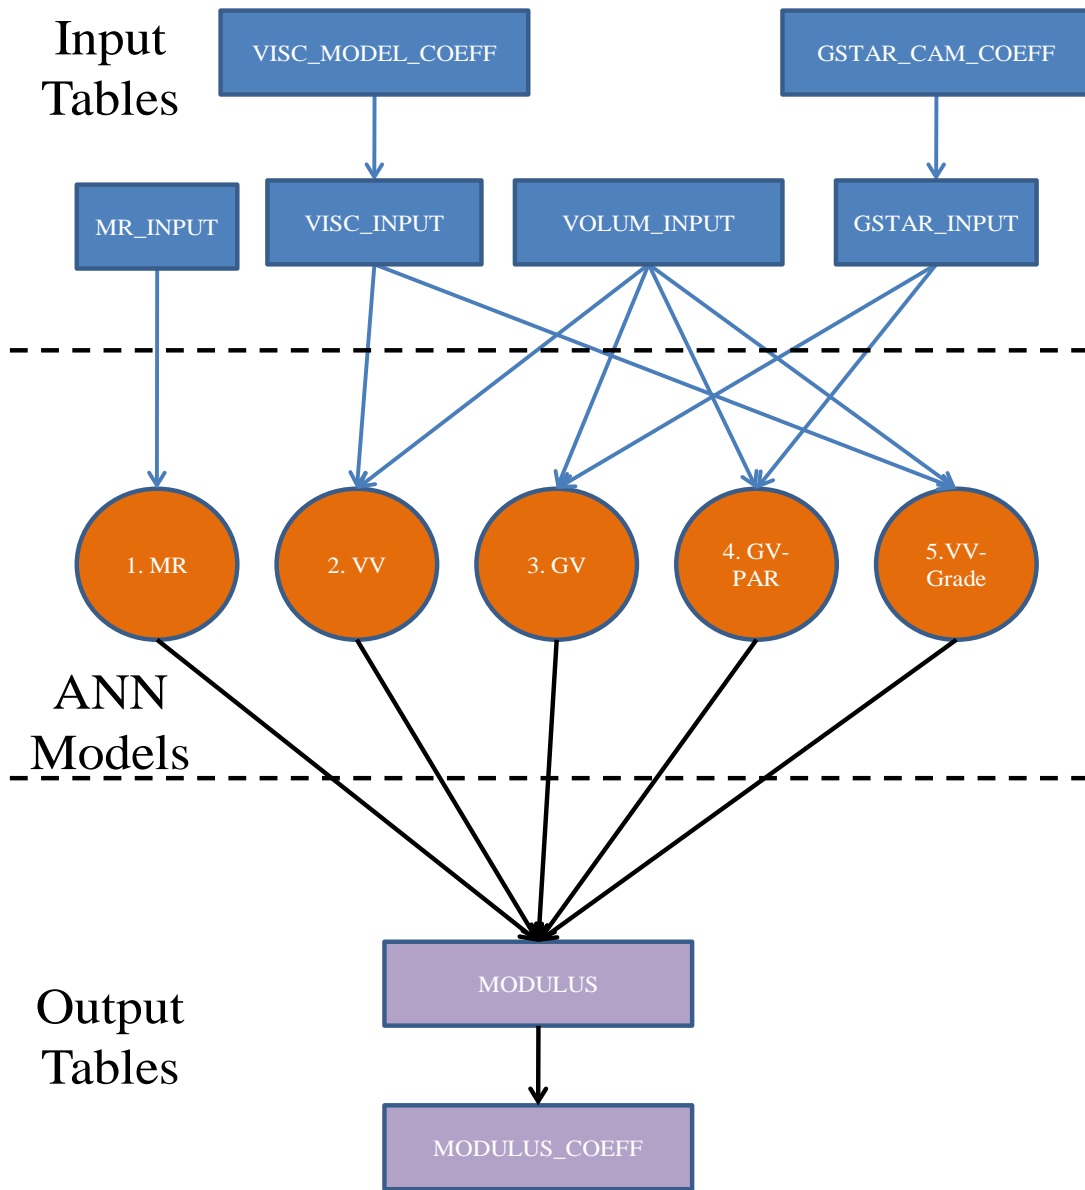 Input
Tables
VISC_MODEL_COEFF
GSTAR_CAM_COEFF
MR_INPUT
VISC_INPUT
VOLUM_INPUT
GSTAR_INPUT
1. MR
2. VV
3. GV
4. GV-
PAR
5.VV-
Grade
ANN
Models
Output
Tables
MODULUS
MODULUS_COEFF